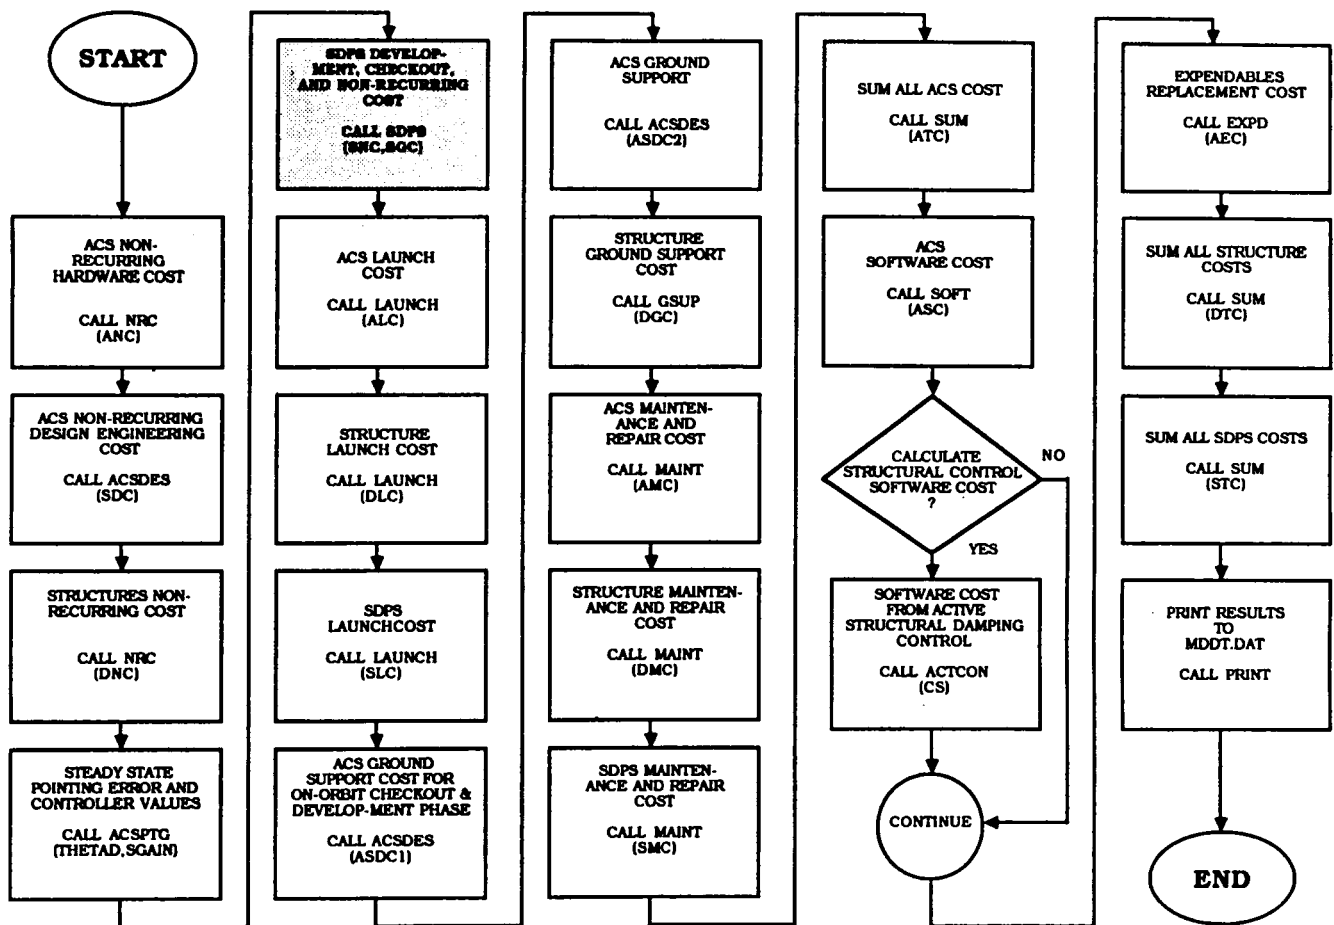 START
ACS NON-
RECURRING
HARDWARE COST
CALL NRC
(ANC)
ACS NON-RECURRING
DESIGN ENGINEERING
COST
CALL ACSDES
(SDC)
STRUCTURES NON-
RECURRING COST
CALL NRC
(DNC)
STEADY STATE
POINTING ERROR AND
CONTROLLER VALUES
CALL ACSPTG
(THETAD,SGAIN)
SDPS DEVELOP-
MENT, CHECKOUT,
AND NON-RECURRING
COST
CALL SDPS
(SNC,SGC)
ACS LAUNCH
COST
CALL LAUNCH
(ALC)
STRUCTURE
LAUNCH COST
CALL LAUNCH
(DLC)
SDPS
LAUNCHCOST
CALL LAUNCH
(SLC)
ACS GROUND
SUPPORT COST FOR
ON-ORBIT CHECKOUT &
DEVELOP-MENT PHASE
CALL ACSDES
(ASDC1)
ACS GROUND
SUPPORT
CALL ACSDES
(ASDC2)
STRUCTURE
GROUND SUPPORT
COST
CALL GSUP
(DGC)
ACS MAINTEN-
ANCE AND
REPAIR COST
CALL MAINT
(AMC)
STRUCTURE MAINTEN-
ANCE AND REPAIR
COST
CALL MAINT
(DMC)
SDPS MAINTEN-
ANCE AND REPAIR
COST
CALL MAINT
(SMC)
SUM ALL ACS COST
CALL SUM
(ATC)
ACS
SOFTWARE COST
CALL SOFT
(ASC)
CALCULATE
STRUCTURAL CONTROL
SOFTWARE COST
?
NO
YES
SOFTWARE COST
FROM ACTIVE
STRUCTURAL DAMPING
CONTROL
CALL ACTCON
(CS)
CONTINUE
EXPENDABLES
REPLACEMENT COST
CALL EXPD
(AEC)
SUM ALL STRUCTURE
COSTS
CALL SUM
(DTC)
SUM ALL SDPS COSTS
CALL SUM
(STC)
PRINT RESULTS
TO
MDDT.DAT
CALL PRINT
END